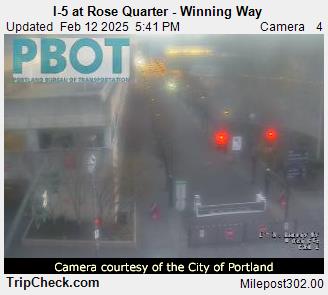 I-5 at Rose Quarter - Winning Way
Updated Feb 12 2025 5:41 PM Camera 4
PBOT
PORTLAND BUREAU OF TRANSPORTATION
Camera courtesy of the City of Portland
TripCheck.com Milepost302.00